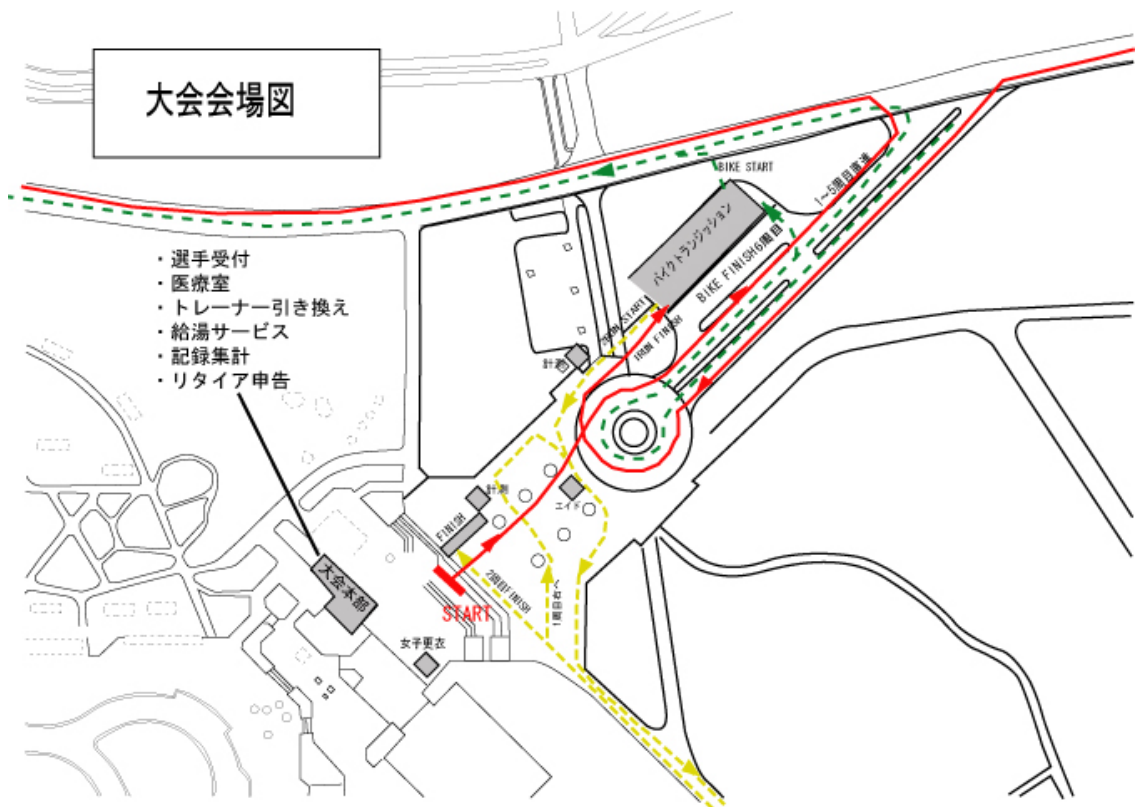 大会会場図
BIKE START
1～5周目直進
バイクトランジッション
BIKE FINISH6周目
・選手受付
・医療室
・トレーナー引き換え
・給湯サービス
・記録集計
・リタイア申告
2RUN START
1RUN FINISH
計測
計測
エイド
FINISH
2周目FINISH
1周目右へ
START
大会本部
女子更衣